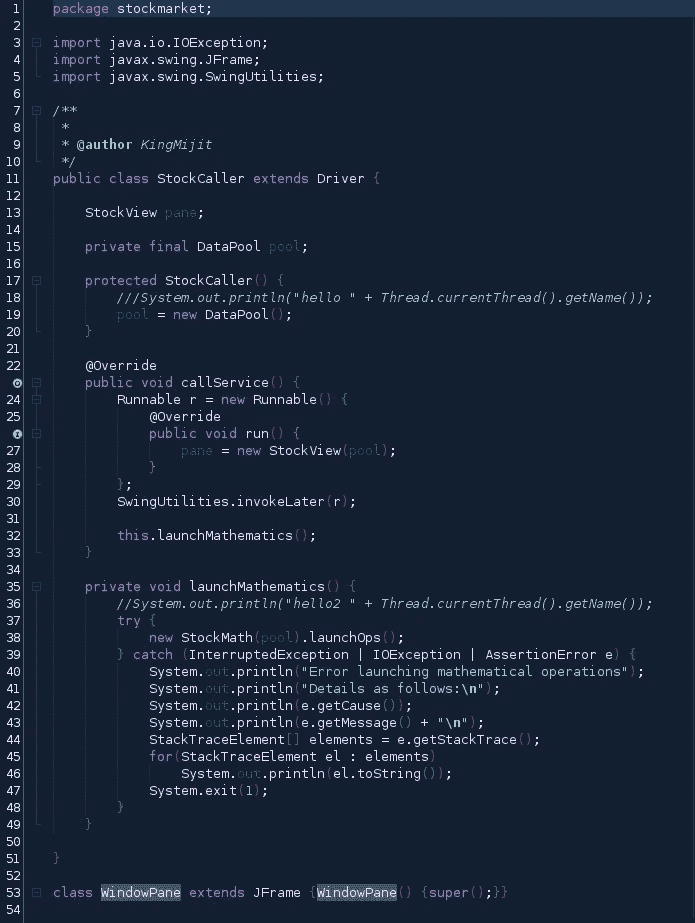 1 package stockmarket;
2
3 import java.io.IOException;
4 import javax.swing.JFrame;
5 import javax.swing.SwingUtilities;
6
7 /**
8  *
9  * @author KingMijit
10  */
11 public class StockCaller extends Driver {
12
13     StockView pane;
14
15     private final DataPool pool;
16
17     protected StockCaller() {
18         ///System.out.println("hello " + Thread.currentThread().getName());
19         pool = new DataPool();
20     }
21
22     @Override
    public void callService() {
24         Runnable r = new Runnable() {
25             @Override
            public void run() {
27                 pane = new StockView(pool);
28             }
29         };
30         SwingUtilities.invokeLater(r);
31
32         this.launchMathematics();
33     }
34
35     private void launchMathematics() {
36         //System.out.println("hello2 " + Thread.currentThread().getName());
37         try {
38             new StockMath(pool).launchOps();
39         } catch (InterruptedException | IOException | AssertionError e) {
40             System.out.println("Error launching mathematical operations");
41             System.out.println("Details as follows:\n");
42             System.out.println(e.getCause());
43             System.out.println(e.getMessage() + "\n");
44             StackTraceElement[] elements = e.getStackTrace();
45             for(StackTraceElement el : elements)
46                 System.out.println(el.toString());
47             System.exit(1);
48         }
49     }
50
51 }
52
53 class WindowPane extends JFrame {WindowPane() {super();}}
54